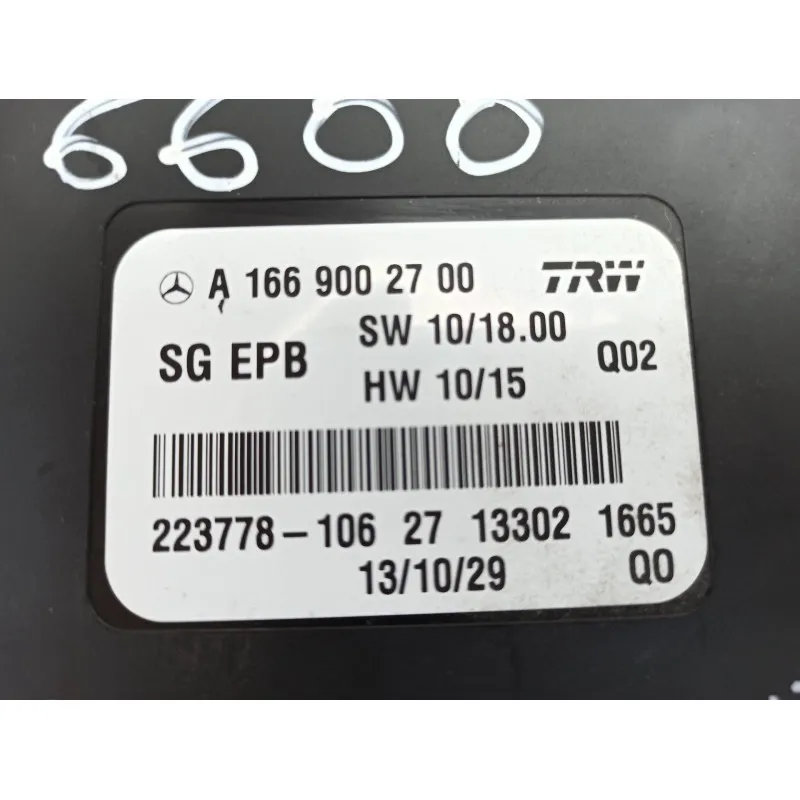 6600
A 166 900 27 00 TRW
SG EPB SW 10/18.00 Q02
HW 10/15
223778-106 27 13302 1665
13/10/29 Q0